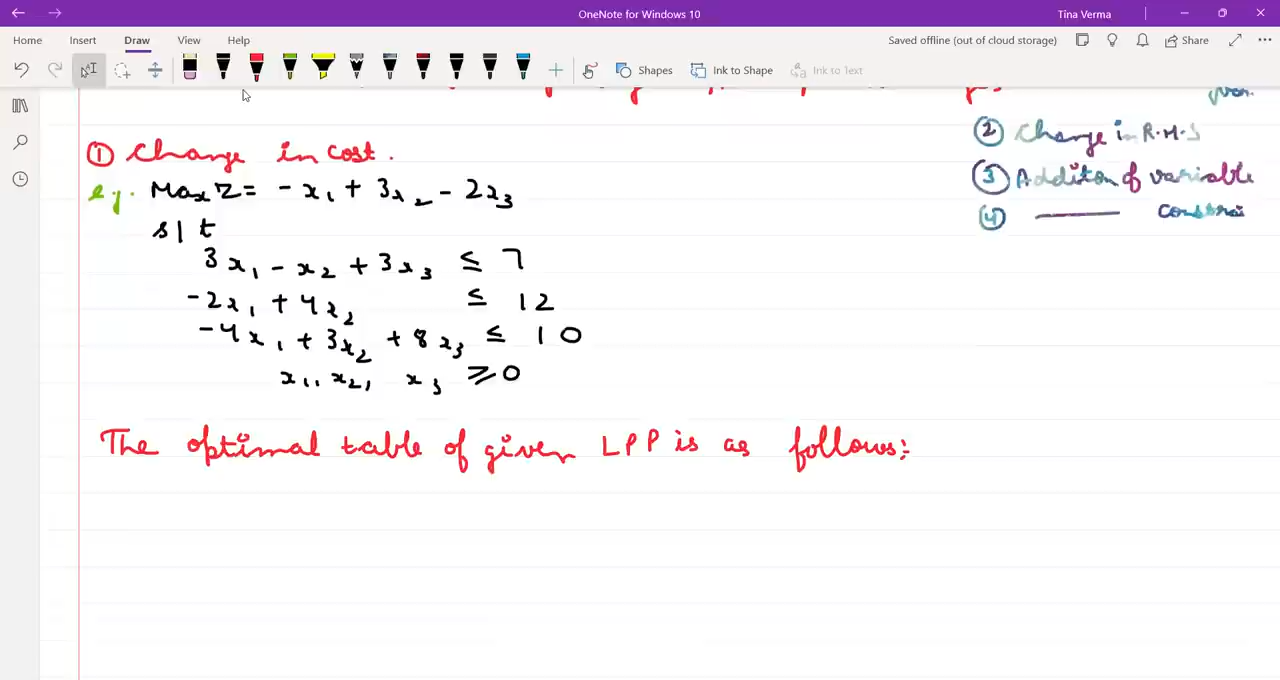 OneNote for Windows 10
Tina Verma
Home Insert Draw View Help
Saved offline (out of cloud storage)
Share
Shapes
Ink to Shape
Ink to Text
② Change in R.H.S
③ Additon of variable
④ —— constrai
① Change in cost.
e.g. Max Z = - x₁ + 3x₂ - 2x₃
s|t
3x₁ - x₂ + 3x₃ ≤ 7
-2x₁ + 4x₂ ≤ 12
-4x₁ + 3x₂ + 8x₃ ≤ 10
x₁, x₂, x₃ ≥ 0
The optimal table of given LPP is as follows: